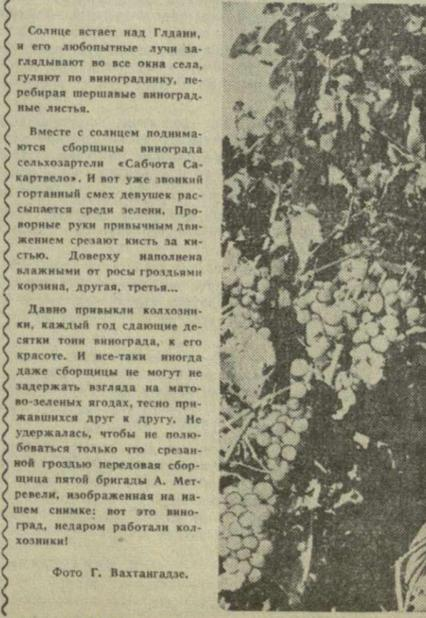 Солнце встает над Глдани,
и его любопытные лучи за-
глядывают во все окна села,
гуляют по винограднику, пе-
ребирая шершавые виноград-
ные листья.
Вместе с солнцем поднима-
ются сборщицы винограда
сельхозартели «Сабчота Са-
картвело». И вот уже звонкий
гортанный смех девушек рас-
сыпается среди зелени. Про-
ворные руки привычным дви-
жением срезают кисть за ки-
стью. Доверху наполнена
влажными от росы гроздьями
корзина, другая, третья...
Давно привыкли колхозни-
ки, каждый год сдающие де-
сятки тонн винограда, к его
красоте. И все-таки иногда
даже сборщицы не могут не
задержать взгляда на мато-
во-зеленых ягодах, тесно при-
жавшихся друг к другу. Не
удержалась, чтобы не полю-
боваться только что срезан-
ной гроздью передовая сбор-
щица пятой бригады А. Мет-
ревели, изображенная на на-
шем снимке: вот это вино-
град, недаром работали кол-
хозники!
Фото Г. Вахтангадзе.